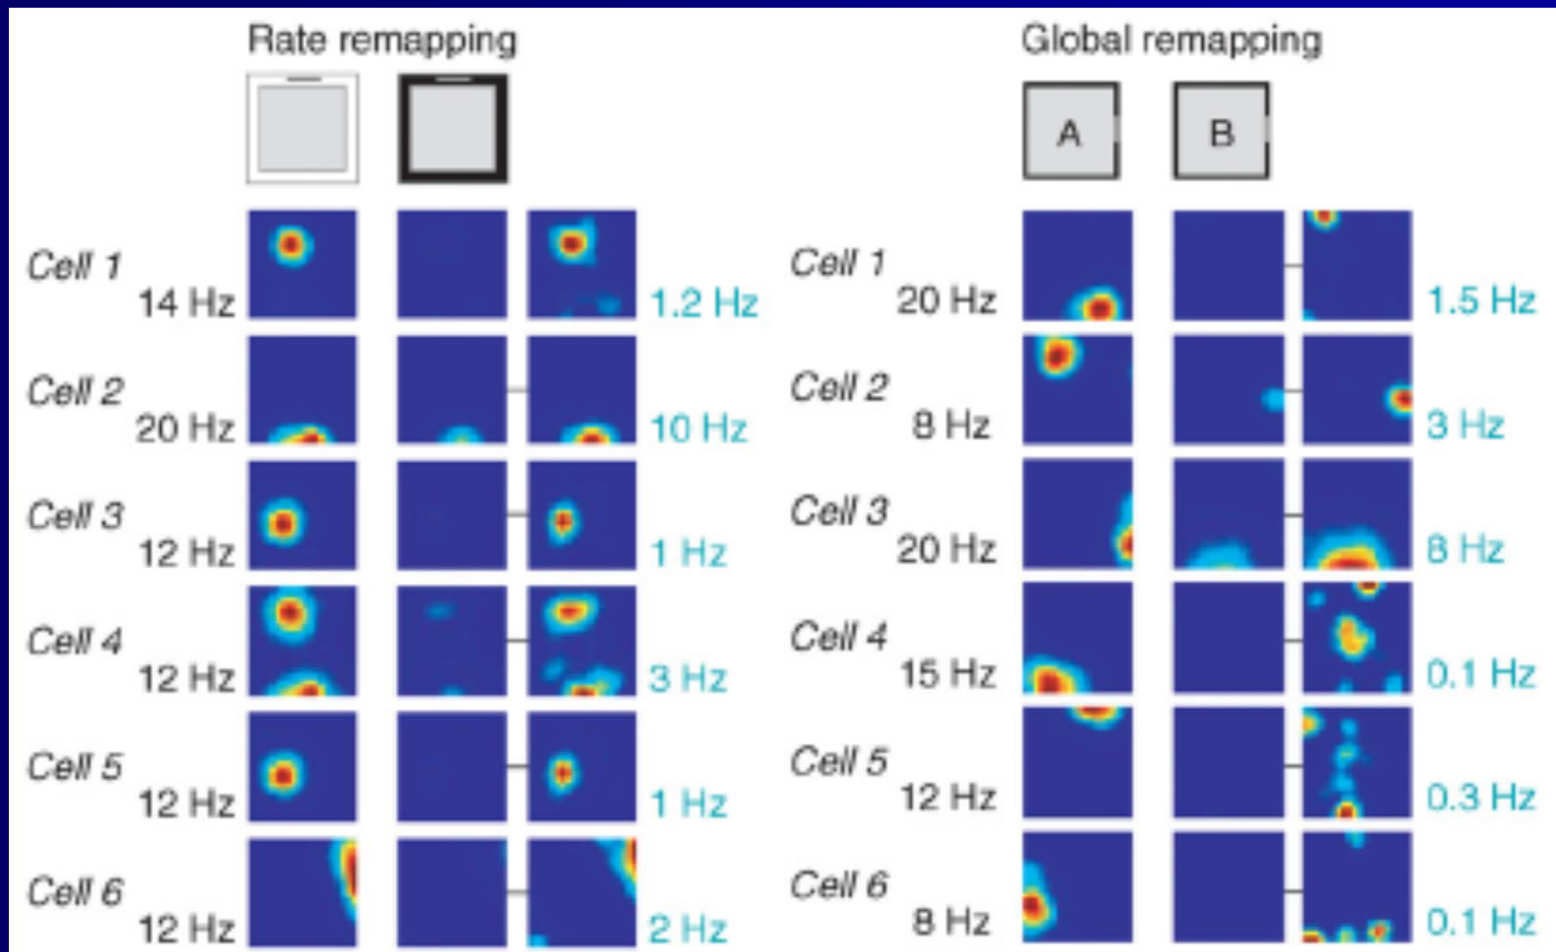 Rate remapping
Cell 1
14 Hz
1.2 Hz
Cell 2
20 Hz
10 Hz
Cell 3
12 Hz
1 Hz
Cell 4
12 Hz
3 Hz
Cell 5
12 Hz
1 Hz
Cell 6
12 Hz
2 Hz
Global remapping
A B
Cell 1
20 Hz
1.5 Hz
Cell 2
8 Hz
3 Hz
Cell 3
20 Hz
8 Hz
Cell 4
15 Hz
0.1 Hz
Cell 5
12 Hz
0.3 Hz
Cell 6
8 Hz
0.1 Hz